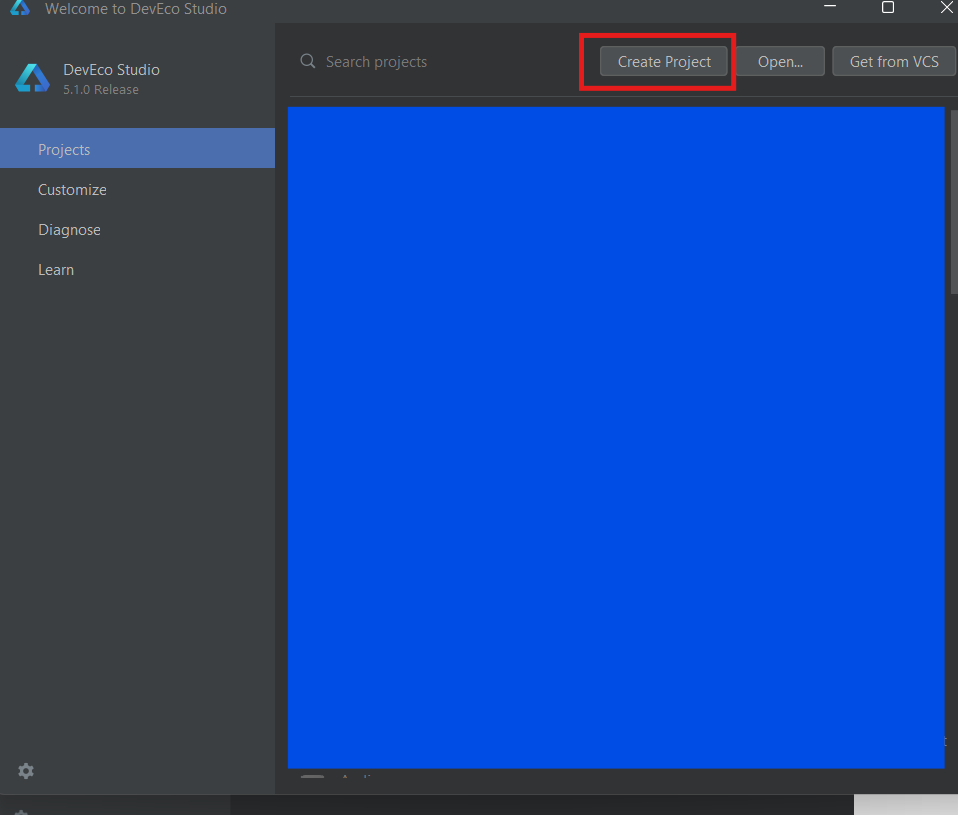 Welcome to DevEco Studio
DevEco Studio
5.1.0 Release
Search projects
Create Project
Open...
Get from VCS
Projects
Customize
Diagnose
Learn